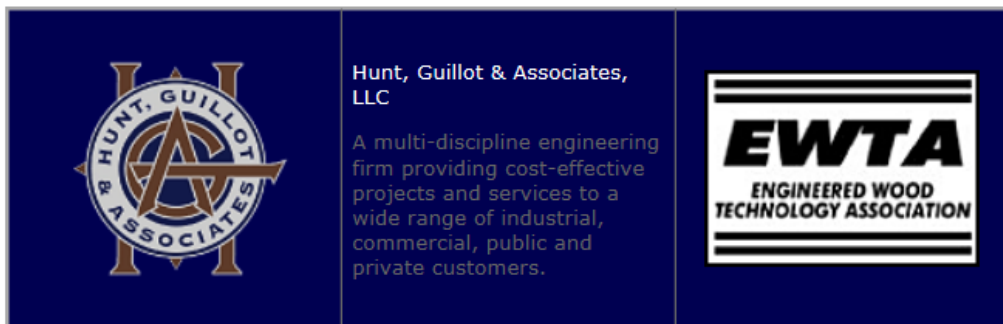 HUNT, GUILLOT
& ASSOCIATES
Hunt, Guillot & Associates,
LLC
A multi-discipline engineering
firm providing cost-effective
projects and services to a
wide range of industrial,
commercial, public and
private customers.
EWTA
ENGINEERED WOOD
TECHNOLOGY ASSOCIATION